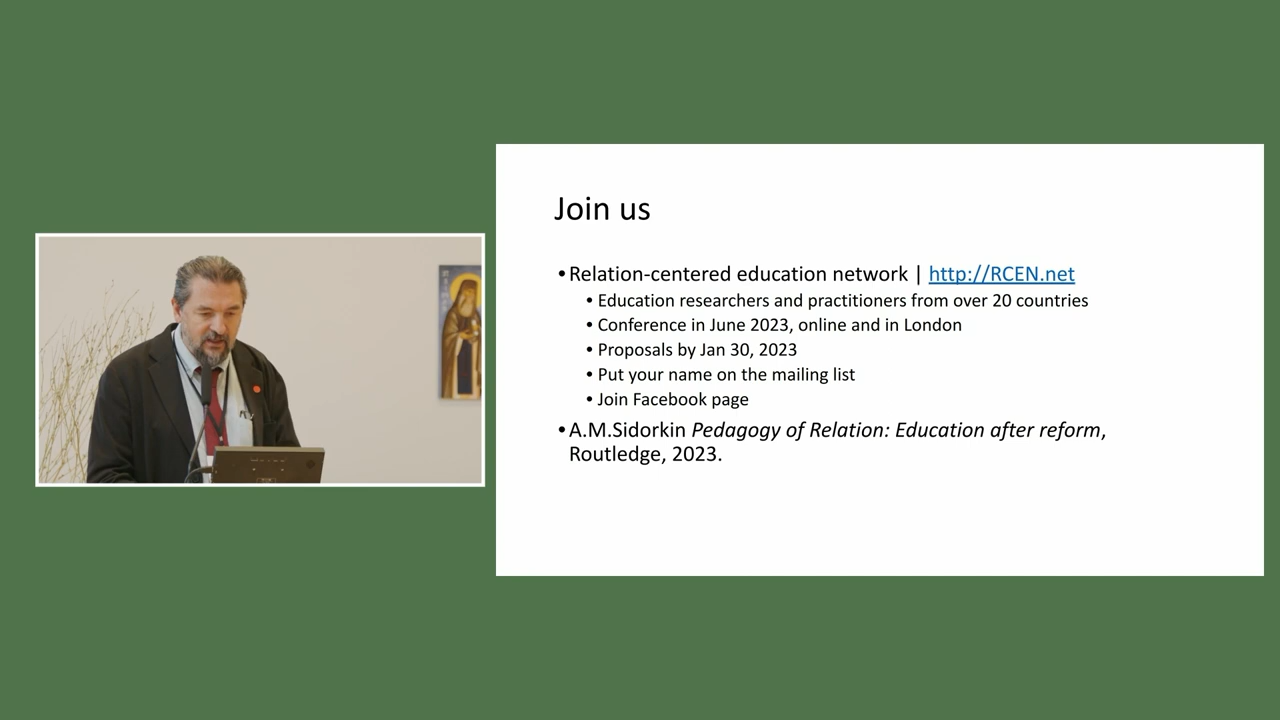 Join us
• Relation-centered education network | http://RCEN.net
• Education researchers and practitioners from over 20 countries
• Conference in June 2023, online and in London
• Proposals by Jan 30, 2023
• Put your name on the mailing list
• Join Facebook page
• A.M.Sidorkin Pedagogy of Relation: Education after reform,
Routledge, 2023.